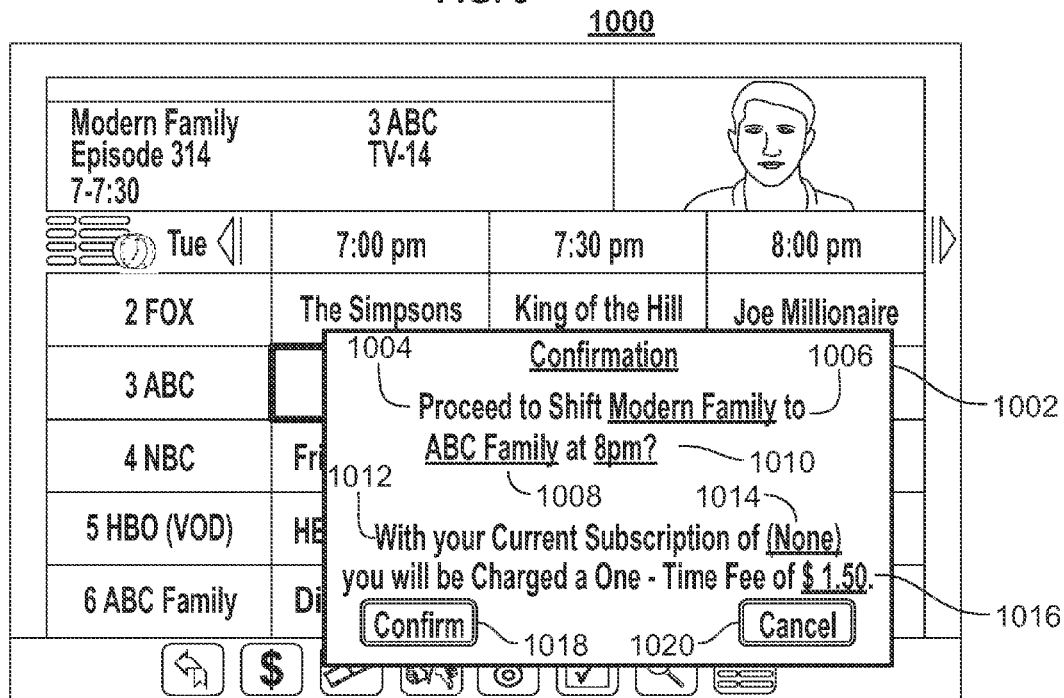 1000
Modern Family 3 ABC
Episode 314 TV-14
7-7:30
Tue 7:00 pm 7:30 pm 8:00 pm
2 FOX The Simpsons King of the Hill Joe Millionaire
3 ABC
4 NBC Fri
5 HBO (VOD) HB
6 ABC Family Di
1004 Confirmation 1006
1002
Proceed to Shift Modern Family to
ABC Family at 8pm? 1010
1012 1008 1014
With your Current Subscription of (None)
you will be Charged a One - Time Fee of $ 1.50.
1016
Confirm 1018 1020 Cancel
$